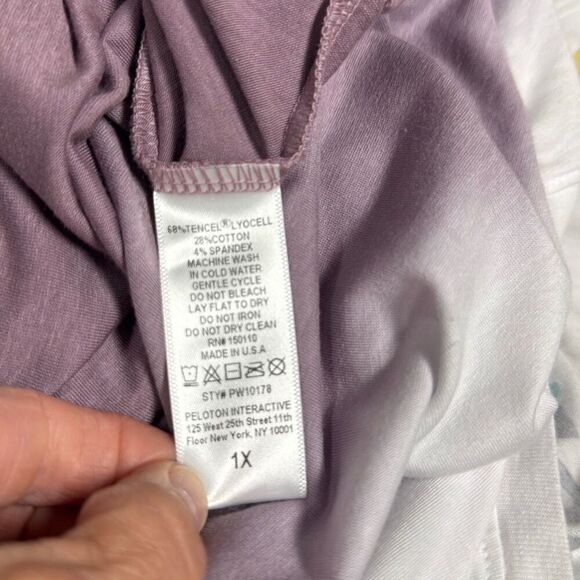 68%TENCEL®LYOCELL
28%COTTON
4% SPANDEX
MACHINE WASH
IN COLD WATER
GENTLE CYCLE
DO NOT BLEACH
LAY FLAT TO DRY
DO NOT IRON
DO NOT DRY CLEAN
RN# 150110
MADE IN U.S.A
STY# PW10178
PELOTON INTERACTIVE
125 West 25th Street 11th
Floor New York, NY 10001
1X